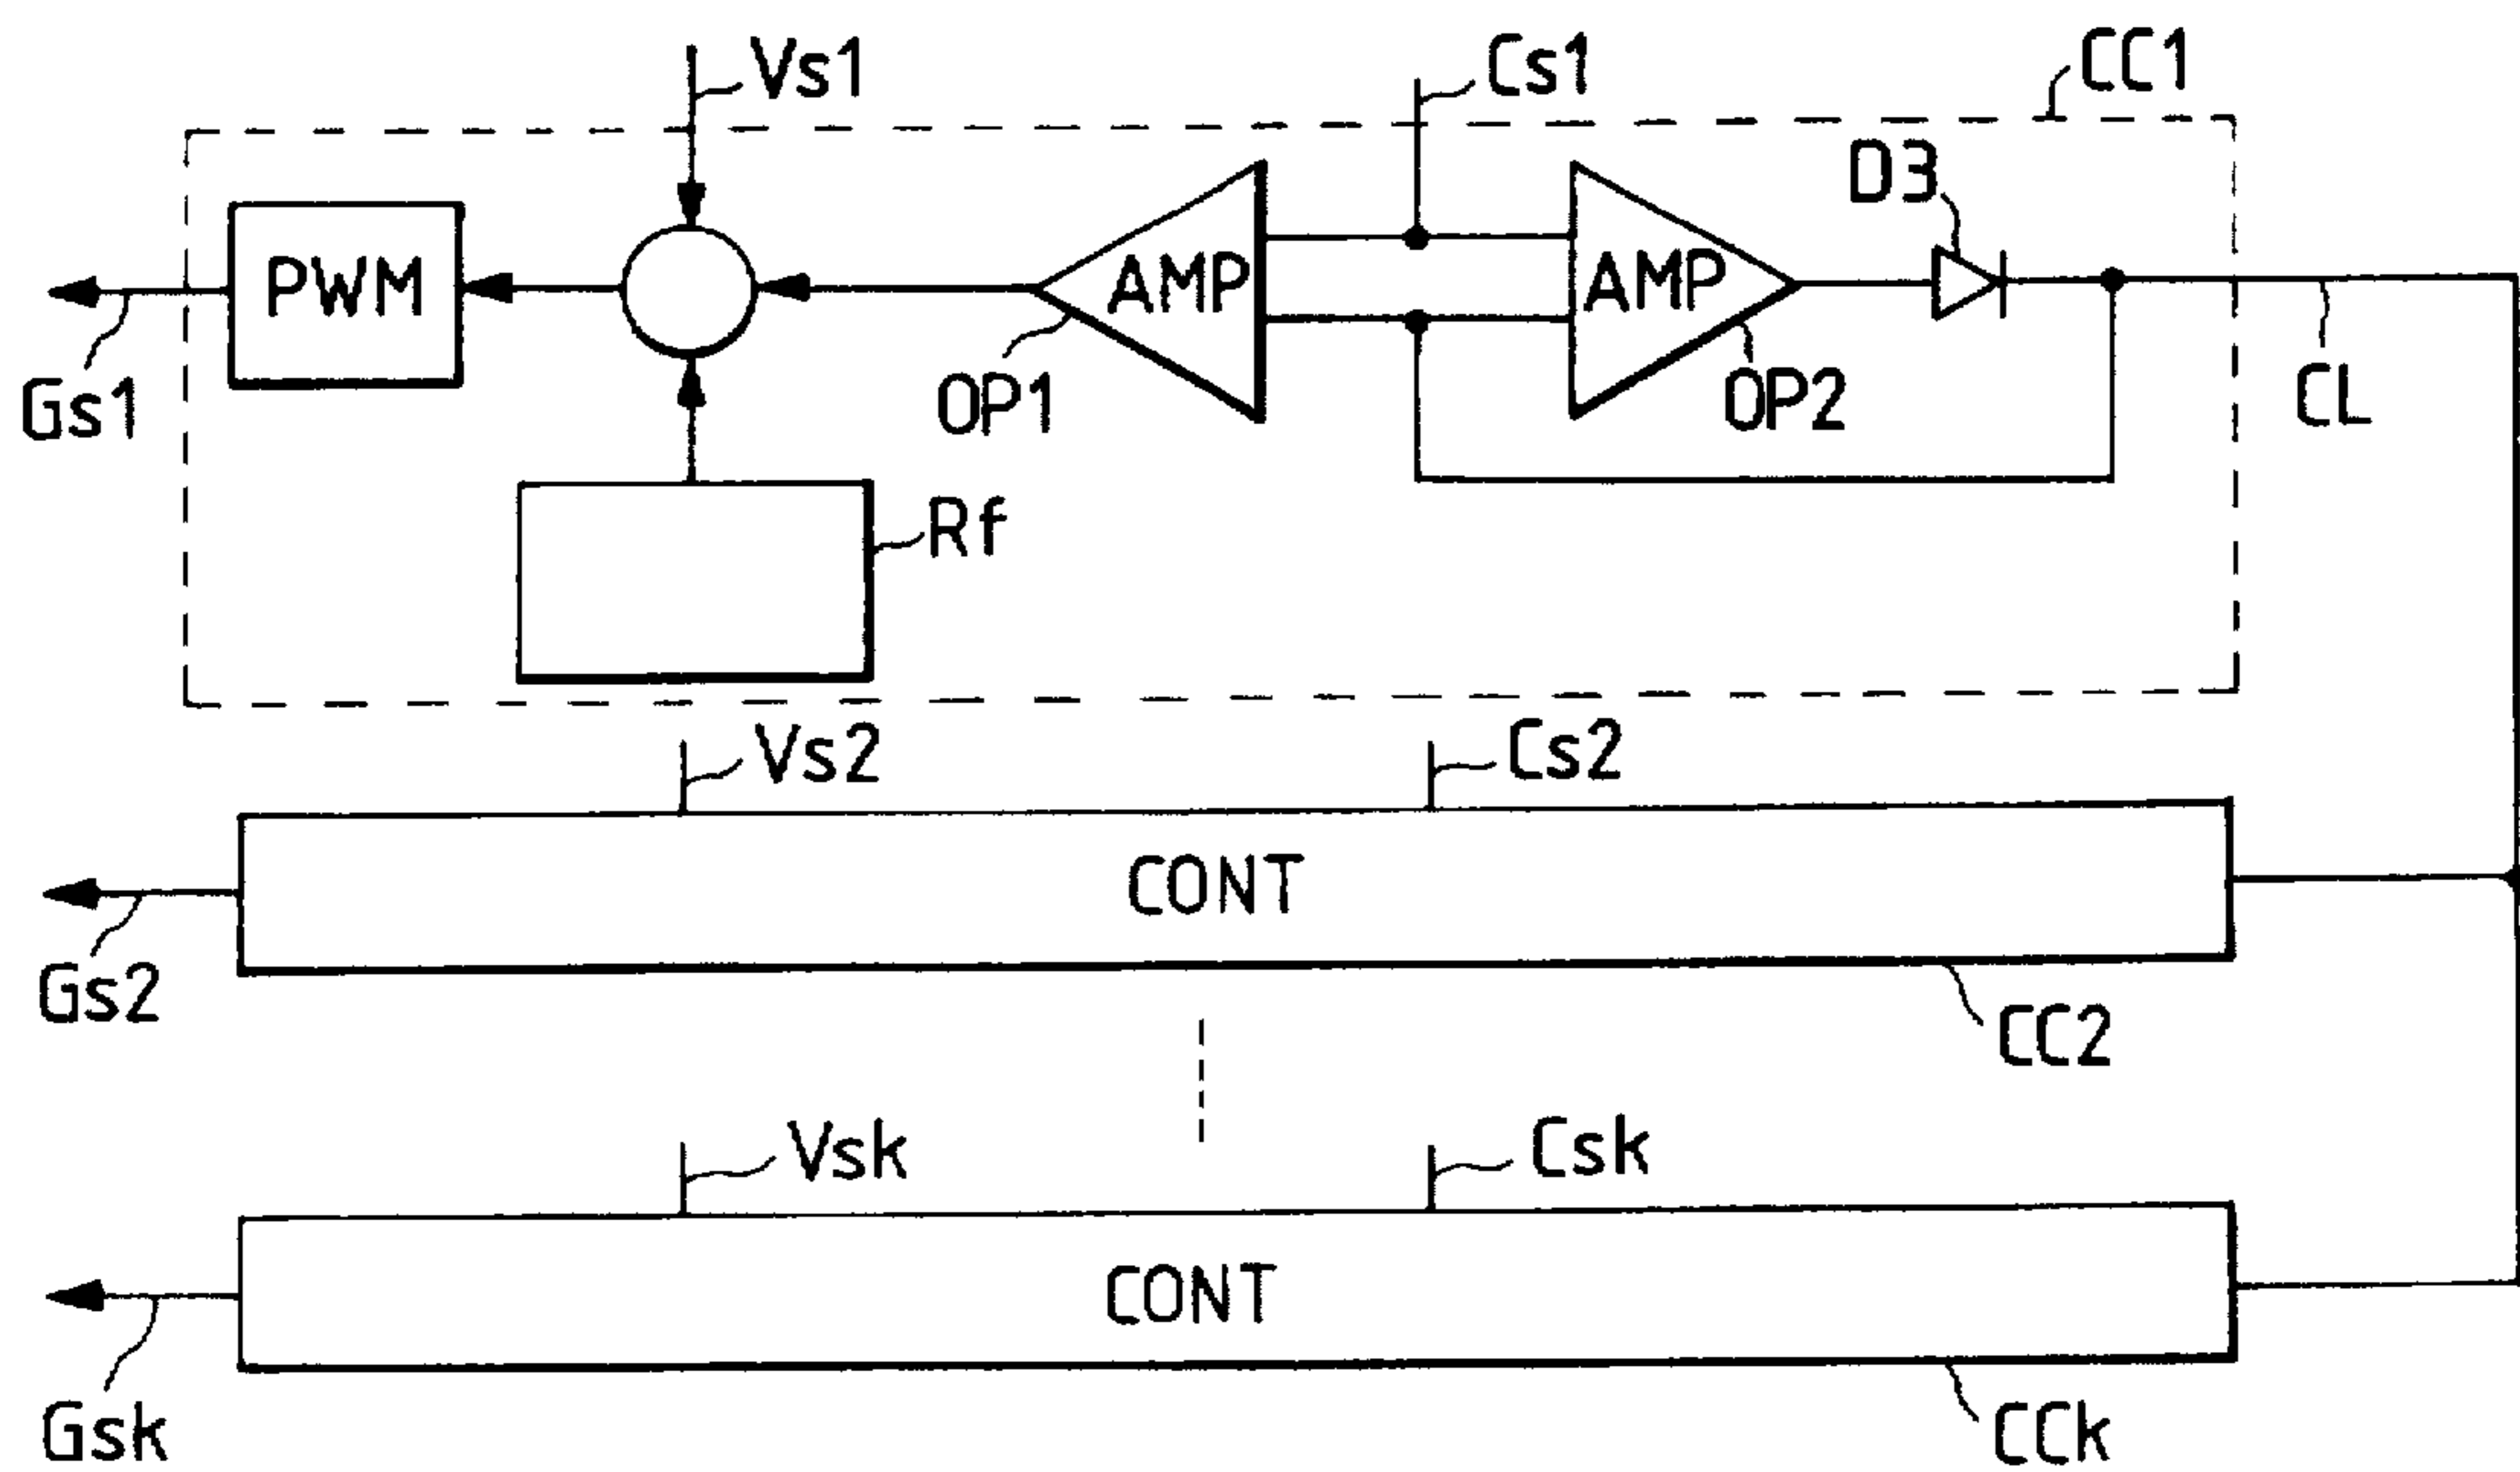 Vs1
Cs1
CC1
D3
PWM
AMP
AMP
Gs1
OP1
OP2
CL
Rf
Vs2
Cs2
CONT
Gs2
CC2
Vsk
Csk
CONT
Gsk
CCk